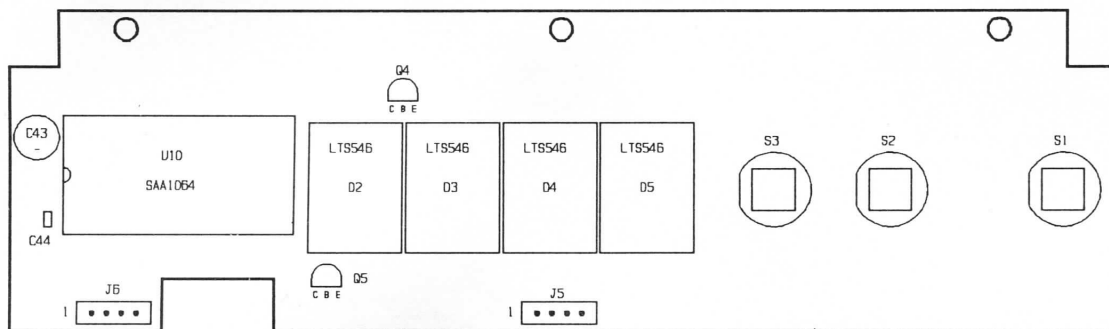 Q4
C B E
C43
-
U10
SAA1064
LTS546
D2
LTS546
D3
LTS546
D4
LTS546
D5
S3
S2
S1
C44
Q5
C B E
J6
1
J5
1